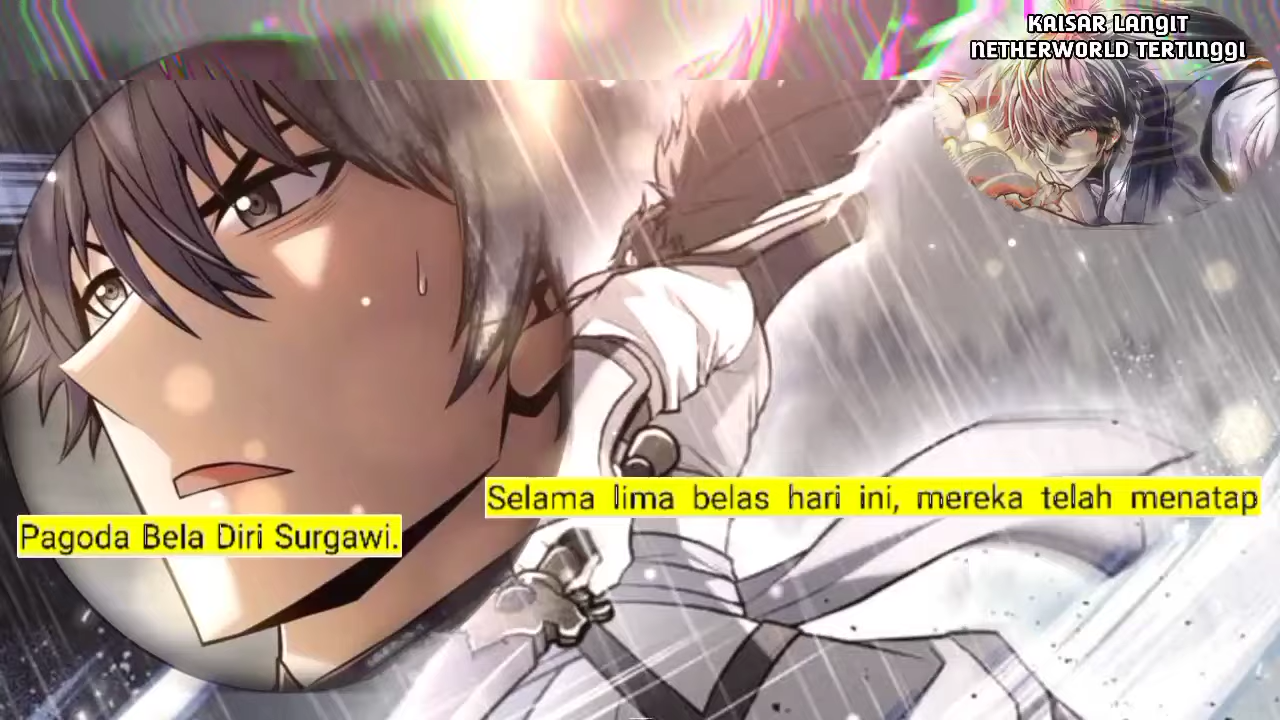 KAISAR LANGIT
NETHERWORLD TERTINGGI
Selama lima belas hari ini, mereka telah menatap
Pagoda Bela Diri Surgawi.